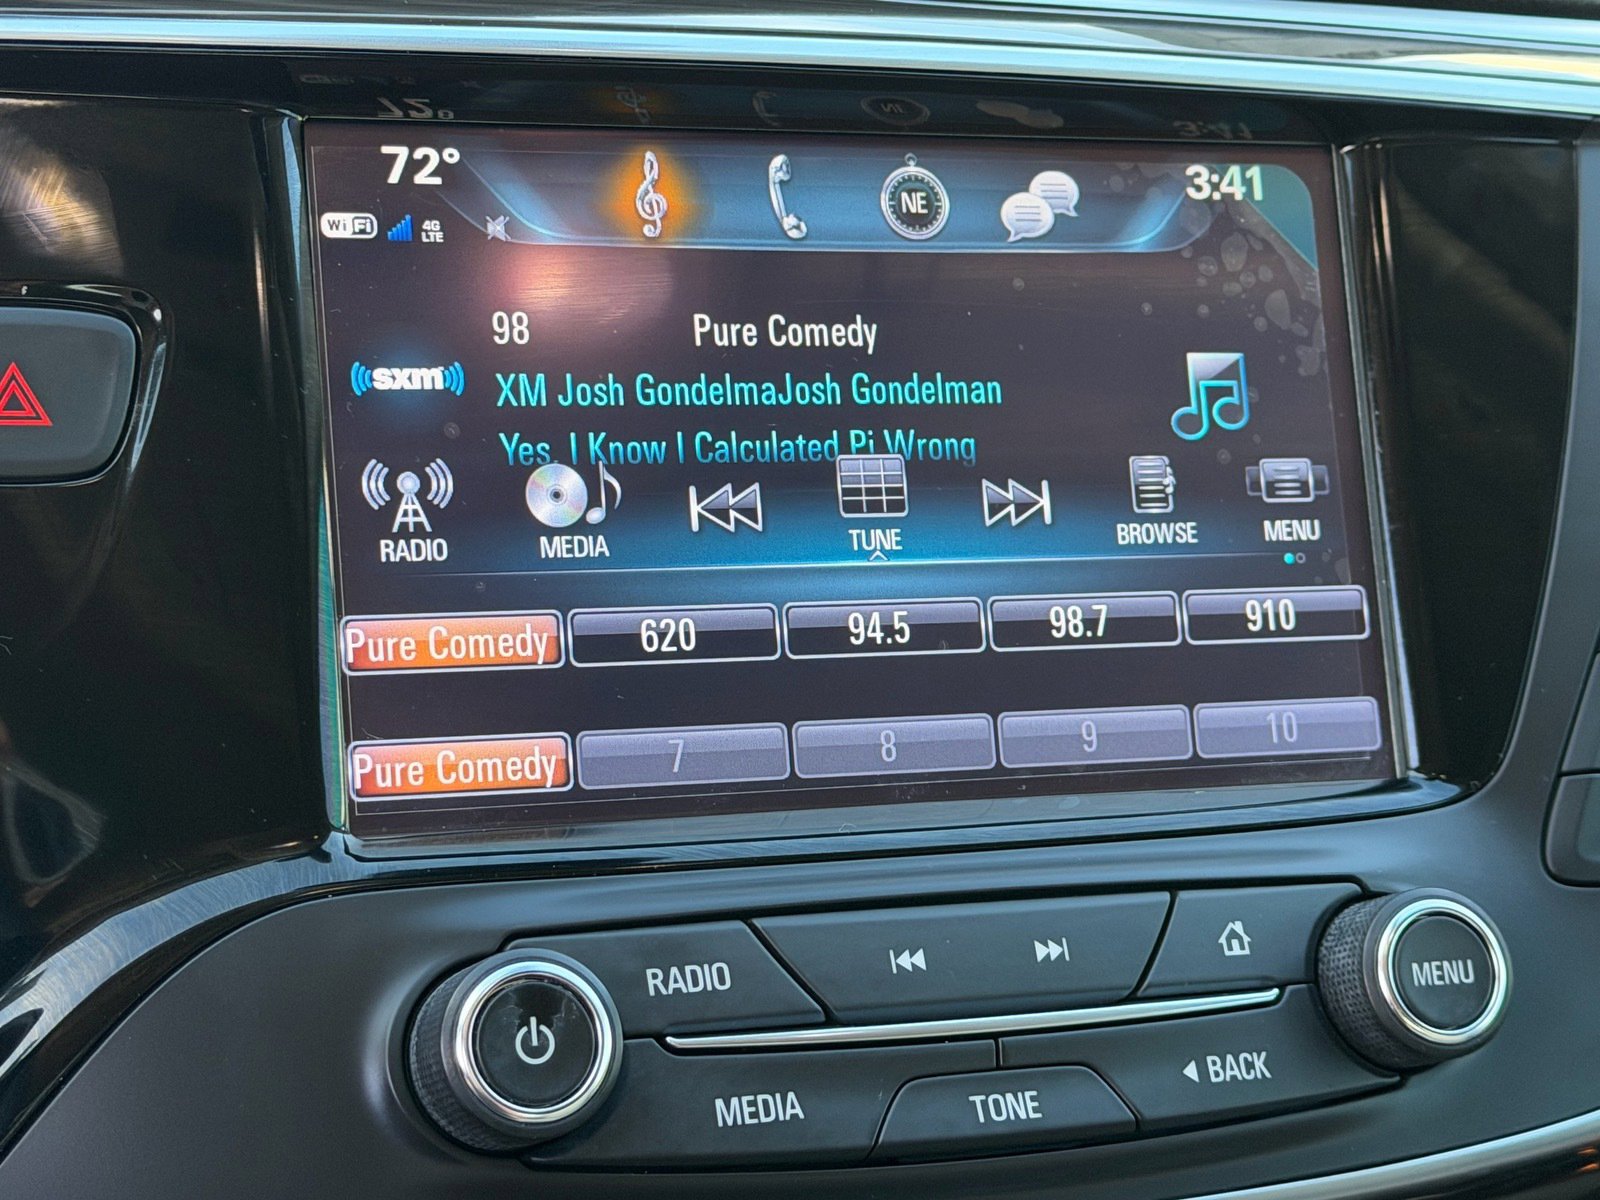 72°
NE
3:41
WiFi
4G
LTE
98
Pure Comedy
((sxm))
XM Josh GondelmaJosh Gondelman
Yes, I Know I Calculated Pi Wrong
RADIO
MEDIA
TUNE
BROWSE
MENU
Pure Comedy
620
94.5
98.7
910
Pure Comedy
7
8
9
10
RADIO
MENU
MEDIA
TONE
BACK